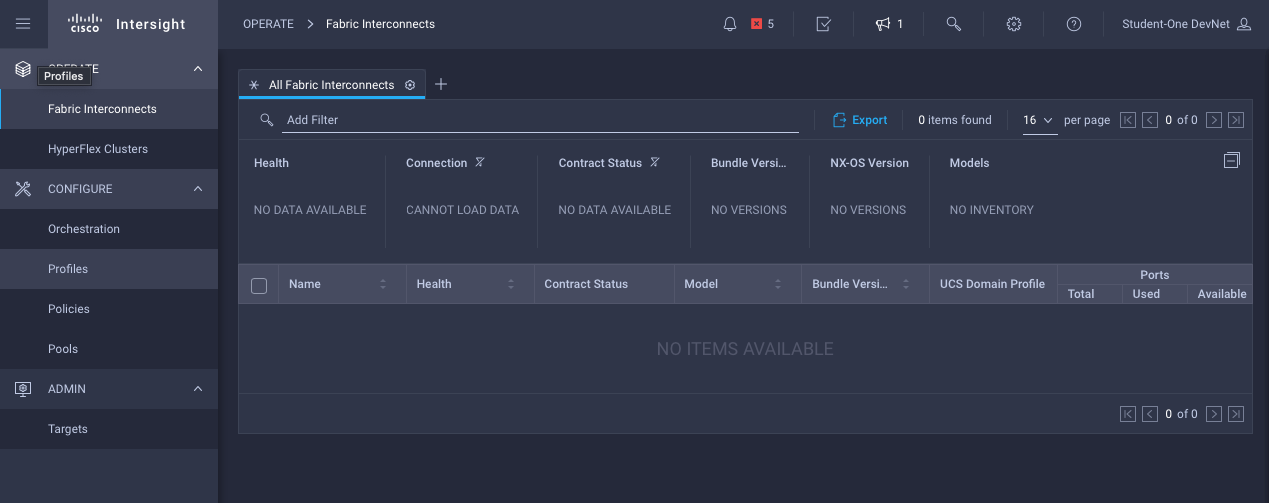 CISCO Intersight
OPERATE > Fabric Interconnects
5
1
Student-One DevNet
OPERATE
Profiles
Fabric Interconnects
HyperFlex Clusters
CONFIGURE
Orchestration
Profiles
Policies
Pools
ADMIN
Targets
All Fabric Interconnects
Add Filter
Export
0 items found
16 per page
0 of 0
Health
Connection
Contract Status
Bundle Versi...
NX-OS Version
Models
NO DATA AVAILABLE
CANNOT LOAD DATA
NO DATA AVAILABLE
NO VERSIONS
NO VERSIONS
NO INVENTORY
Name
Health
Contract Status
Model
Bundle Versi...
UCS Domain Profile
Ports
Total
Used
Available
NO ITEMS AVAILABLE
0 of 0